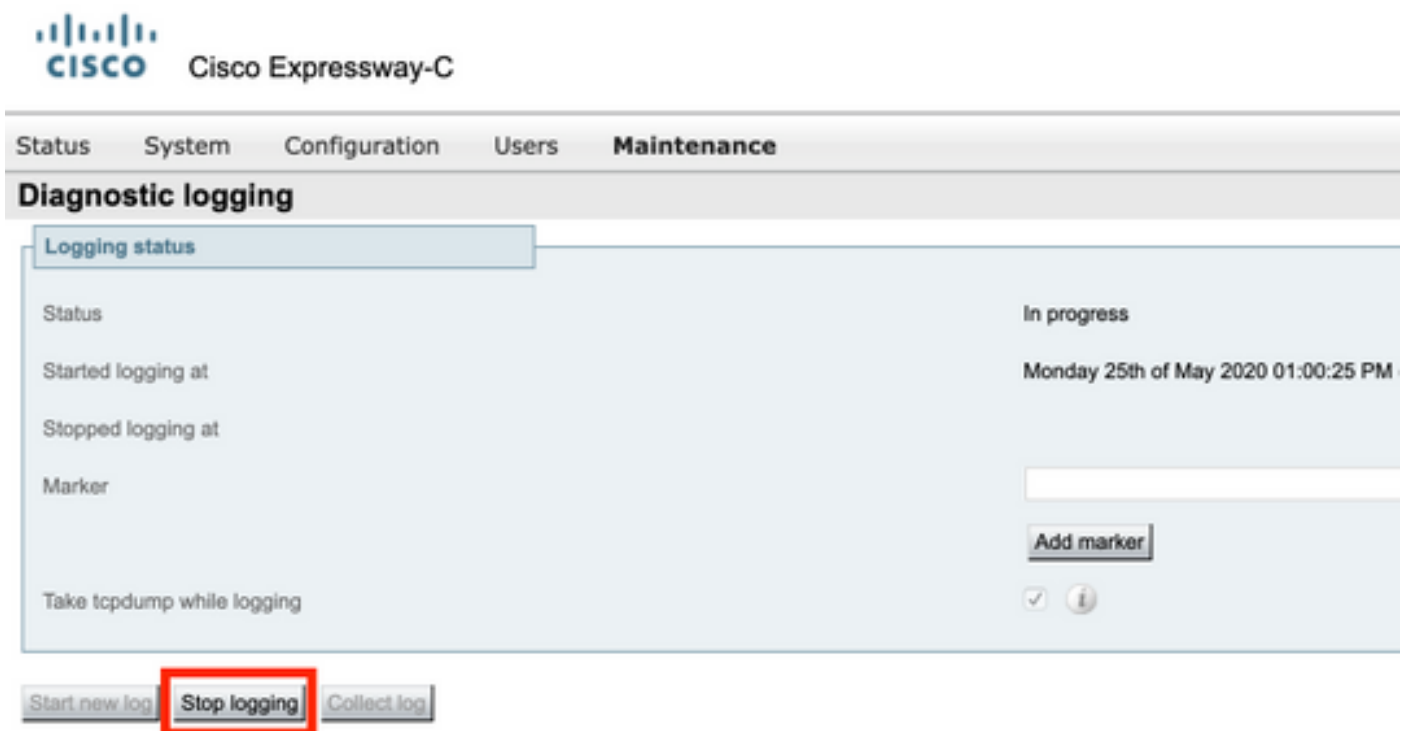 CISCO Cisco Expressway-C
Status System Configuration Users Maintenance
Diagnostic logging
Logging status
Status In progress
Started logging at Monday 25th of May 2020 01:00:25 PM
Stopped logging at
Marker
Add marker
Take tcpdump while logging i
Start new log Stop logging Collect log